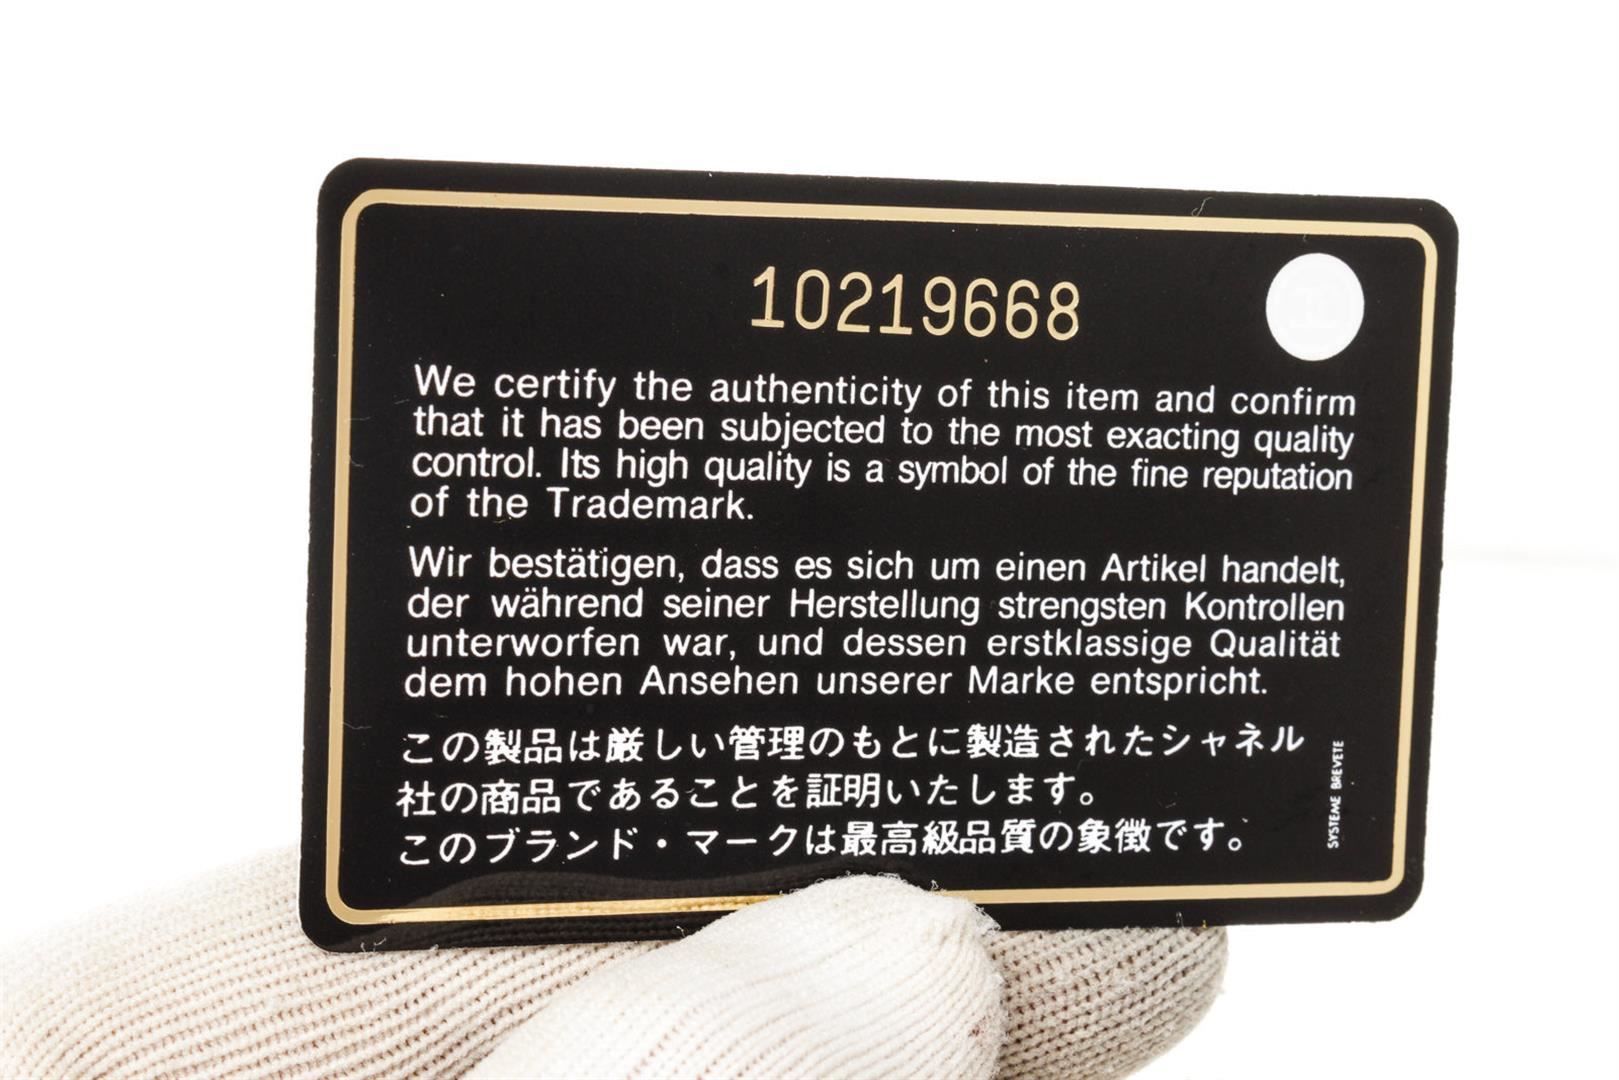 10219668
We certify the authenticity of this item and confirm
that it has been subjected to the most exacting quality
control. Its high quality is a symbol of the fine reputation
of the Trademark.
Wir bestätigen, dass es sich um einen Artikel handelt,
der während seiner Herstellung strengsten Kontrollen
unterworfen war, und dessen erstklassige Qualität
dem hohen Ansehen unserer Marke entspricht.
この製品は厳しい管理のもとに製造されたシャネル
社の商品であることを証明いたします。
このブランド・マークは最高級品質の象徴です。
SYSTEME BREVETE